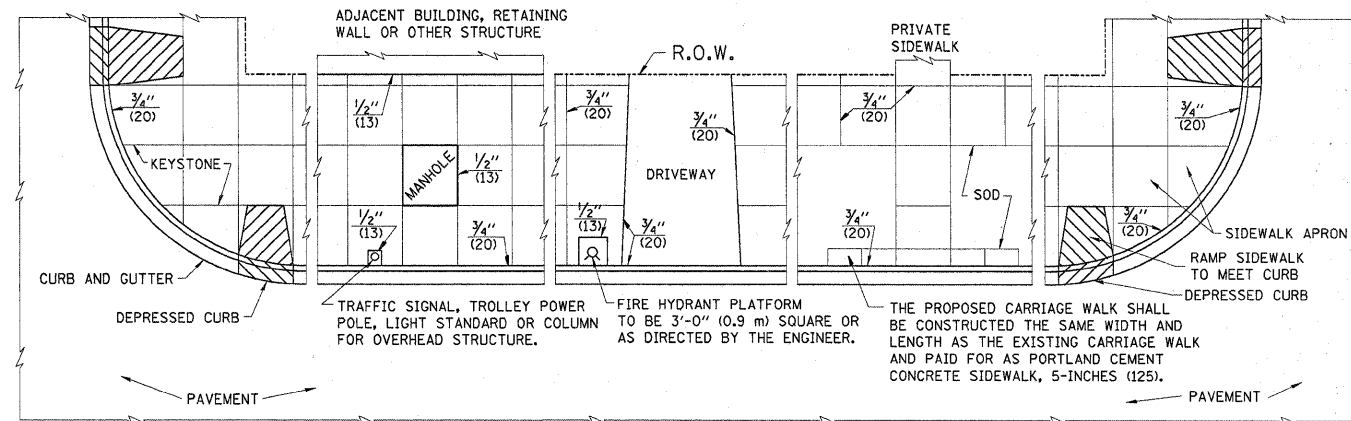 ADJACENT BUILDING, RETAINING
WALL OR OTHER STRUCTURE
R.O.W.
PRIVATE
SIDEWALK
3/4"
(20)
1/2"
(13)
3/4"
(20)
3/4"
(20)
3/4"
(20)
3/4"
(20)
KEYSTONE
MANHOLE
1/2"
(13)
DRIVEWAY
SOD
1/2"
(13)
3/4"
(20)
1/2"
(13)
3/4"
(20)
3/4"
(20)
3/4"
(20)
SIDEWALK APRON
RAMP SIDEWALK
TO MEET CURB
DEPRESSED CURB
CURB AND GUTTER
DEPRESSED CURB
TRAFFIC SIGNAL, TROLLEY POWER
POLE, LIGHT STANDARD OR COLUMN
FOR OVERHEAD STRUCTURE.
FIRE HYDRANT PLATFORM
TO BE 3'-0" (0.9 m) SQUARE OR
AS DIRECTED BY THE ENGINEER.
THE PROPOSED CARRIAGE WALK SHALL
BE CONSTRUCTED THE SAME WIDTH AND
LENGTH AS THE EXISTING CARRIAGE WALK
AND PAID FOR AS PORTLAND CEMENT
CONCRETE SIDEWALK, 5-INCHES (125).
PAVEMENT
PAVEMENT